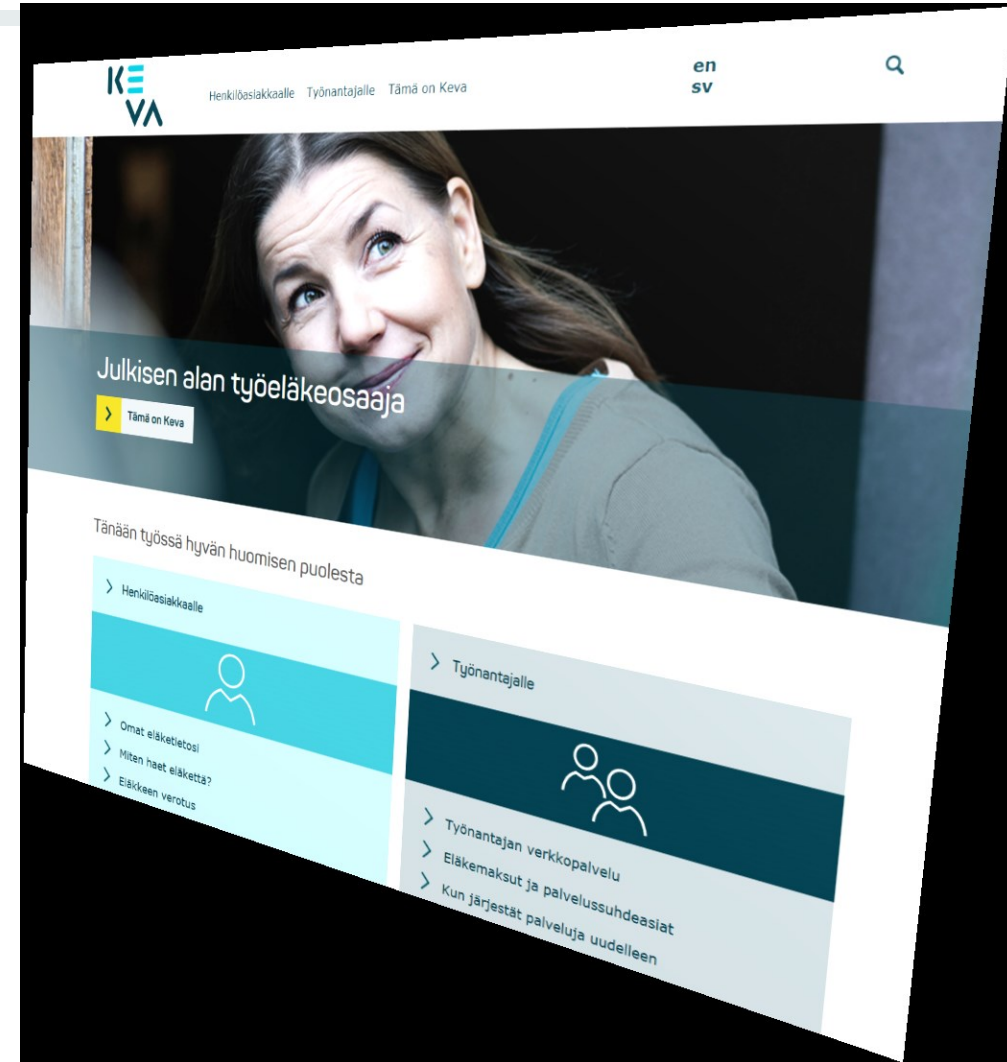 KE
VA
Henkilöasiakkaalle Työnantajalle Tämä on Keva
en
sv
Julkisen alan työeläkeosaaja
Tämä on Keva
Tänään työssä hyvän huomisen puolesta
Henkilöasiakkaalle
Omat eläketietosi
Miten haet eläkettä?
Eläkkeen verotus
Työnantajalle
Työnantajan verkkopalvelu
Eläkemaksut ja palvelussuhdeasiat
Kun järjestät palveluja uudelleen